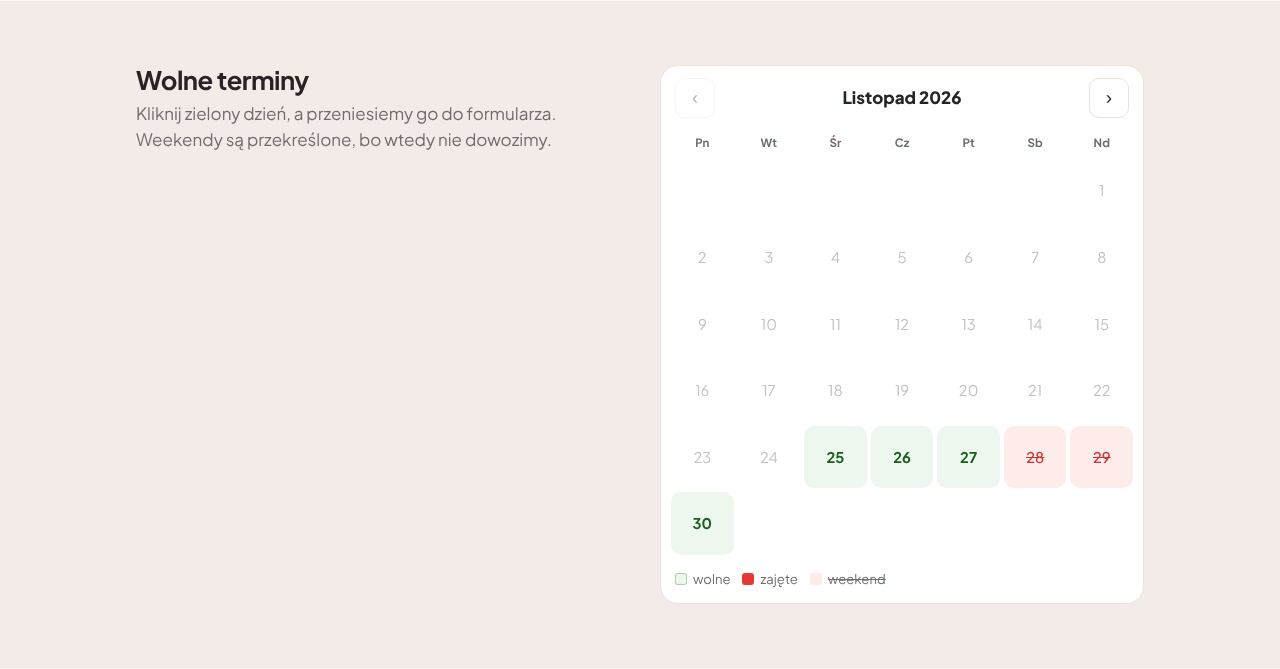 Wolne terminy
Kliknij zielony dzień, a przeniesiemy go do formularza.
Weekendy są przekreślone, bo wtedy nie dowozimy.
‹ Listopad 2026 ›
Pn Wt Śr Cz Pt Sb Nd
1
2 3 4 5 6 7 8
9 10 11 12 13 14 15
16 17 18 19 20 21 22
23 24 25 26 27 28 29
30
wolne zajęte weekend